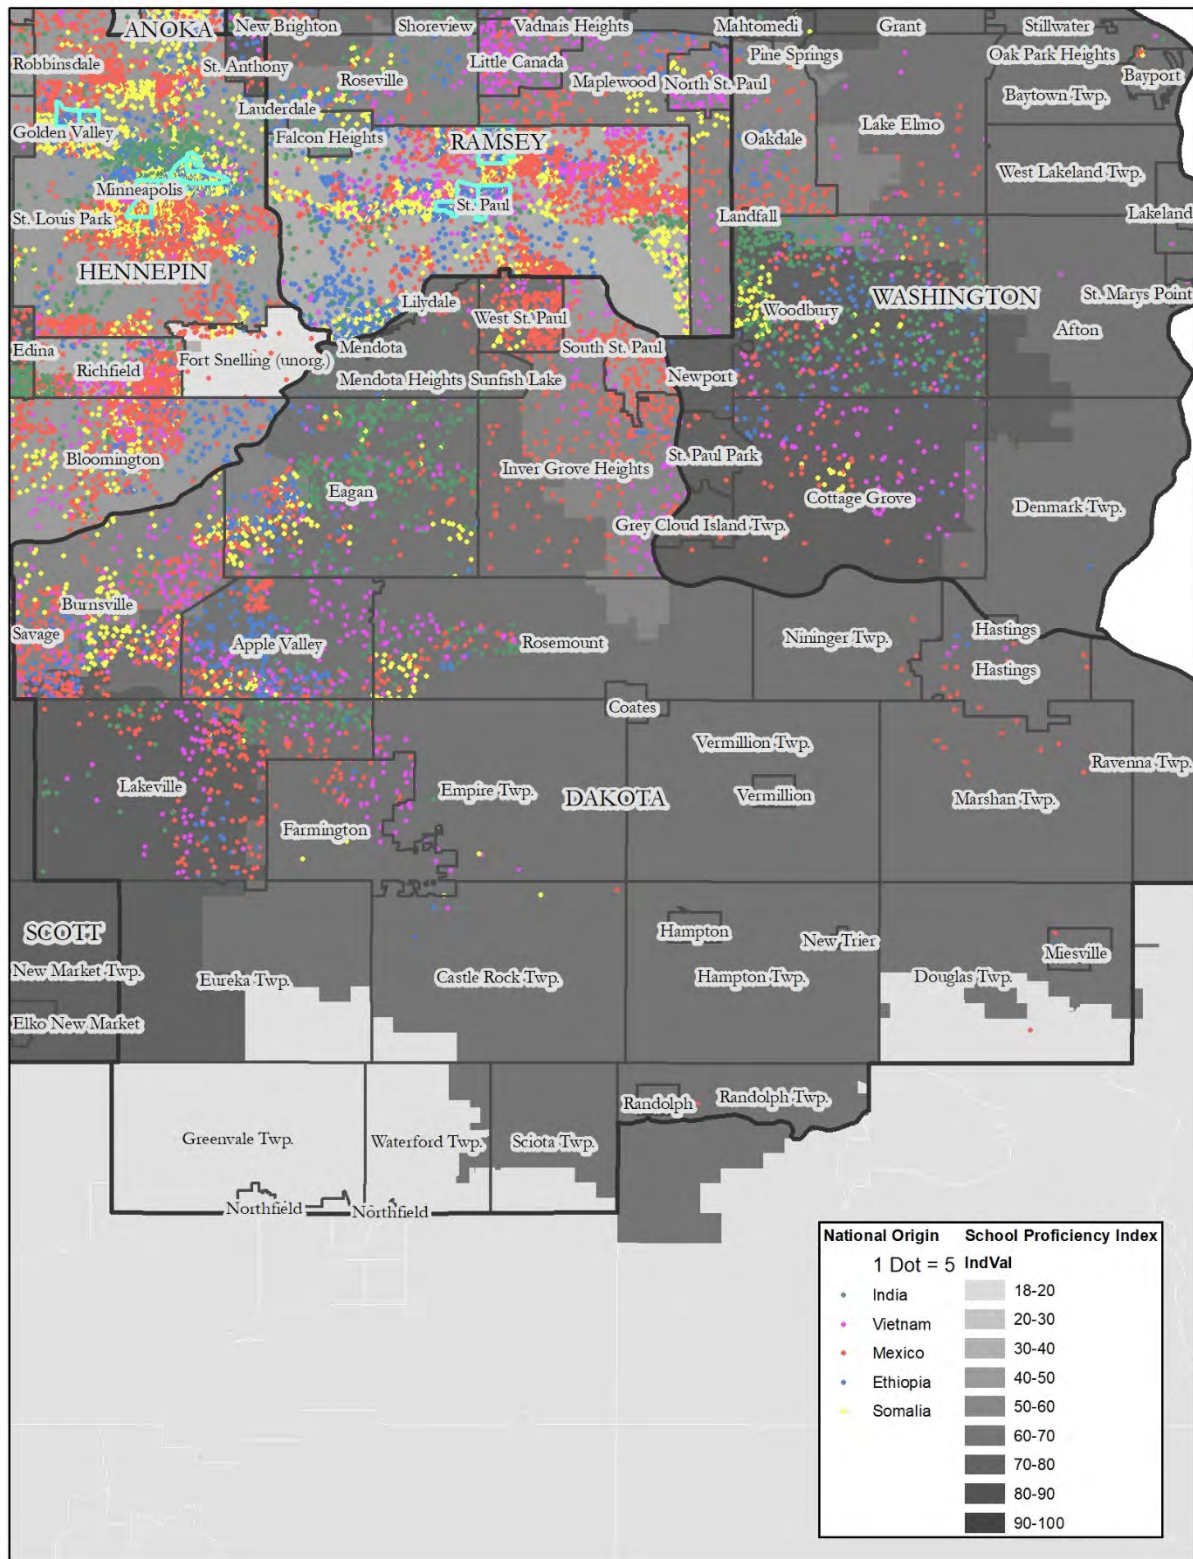 ANOKA
New Brighton
Shoreview
Vadnais Heights
Mahtomedi
Grant
Stillwater
Robbinsdale
St. Anthony
Roseville
Little Canada
Maplewood
North St. Paul
Pine Springs
Oak Park Heights
Bayport
Baytown Twp.
Lauderdale
Golden Valley
Falcon Heights
RAMSEY
Oakdale
Lake Elmo
West Lakeland Twp.
Minneapolis
St. Louis Park
St. Paul
Landfall
Lakeland
HENNEPIN
Lilydale
West St. Paul
Woodbury
WASHINGTON
St. Marys Point
Afton
Edina
Richfield
Fort Snelling (unorg.)
Mendota
South St. Paul
Mendota Heights
Sunfish Lake
Newport
Bloomington
Eagan
Inver Grove Heights
St. Paul Park
Cottage Grove
Grey Cloud Island Twp.
Denmark Twp.
Burnsville
Savage
Apple Valley
Rosemount
Nininger Twp.
Hastings
Hastings
Coates
Vermillion Twp.
Ravenna Twp.
Lakeville
Empire Twp.
DAKOTA
Vermillion
Marshan Twp.
Farmington
SCOTT
Hampton
New Trier
Miesville
New Market Twp.
Eureka Twp.
Castle Rock Twp.
Hampton Twp.
Douglas Twp.
Elko New Market
Randolph
Randolph Twp.
Greenvale Twp.
Waterford Twp.
Sciota Twp.
Northfield
Northfield
National Origin
1 Dot = 5
India
Vietnam
Mexico
Ethiopia
Somalia
School Proficiency Index
IndVal
18-20
20-30
30-40
40-50
50-60
60-70
70-80
80-90
90-100